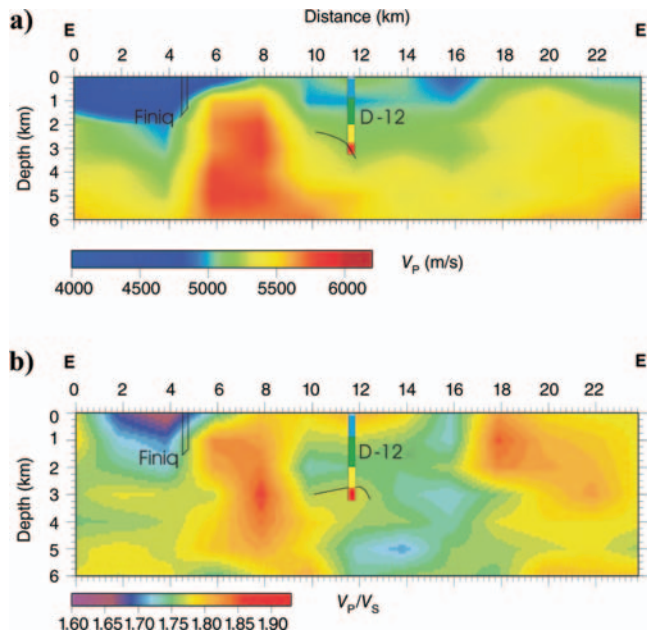 a)
Distance (km)
E E
0 2 4 6 8 10 12 14 16 18 20 22
Depth (km)
0
1
2
3
4
5
6
Finiq
D-12
4000 4500 5000 5500 6000
VP (m/s)
b)
E E
0 2 4 6 8 10 12 14 16 18 20 22
Depth (km)
0
1
2
3
4
5
6
Finiq
D-12
1.60 1.65 1.70 1.75 1.80 1.85 1.90
VP/VS